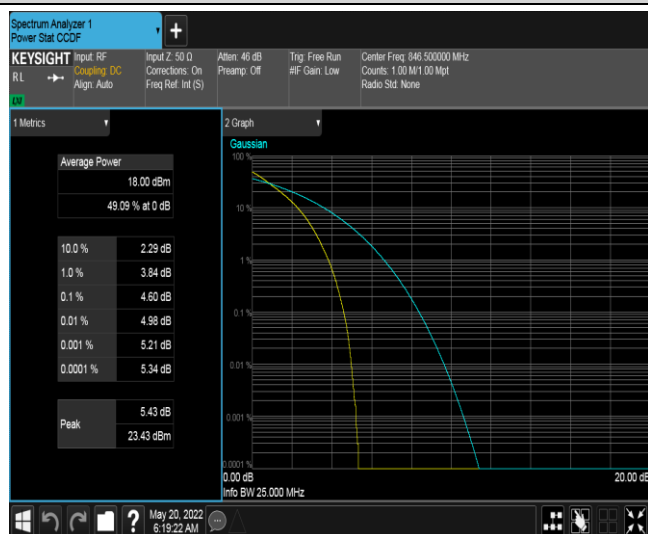 Spectrum Analyzer 1
Power Stat CCDF
+
KEYSIGHT
RL
LXI
Input: RF
Coupling: DC
Align: Auto
Input Z: 50 Ω
Corrections: On
Freq Ref: Int (S)
Atten: 46 dB
Preamp: Off
Trig: Free Run
#IF Gain: Low
Center Freq: 846.500000 MHz
Counts: 1.00 M/1.00 Mpt
Radio Std: None
1 Metrics
Average Power
18.00 dBm
49.09 % at 0 dB
10.0 % 2.29 dB
1.0 % 3.84 dB
0.1 % 4.60 dB
0.01 % 4.98 dB
0.001 % 5.21 dB
0.0001 % 5.34 dB
Peak
5.43 dB
23.43 dBm
2 Graph
Gaussian
100 %
10 %
1 %
0.1 %
0.01 %
0.001 %
0.0001 %
0.00 dB
20.00 dB
Info BW 25.000 MHz
?
May 20, 2022
6:19:22 AM